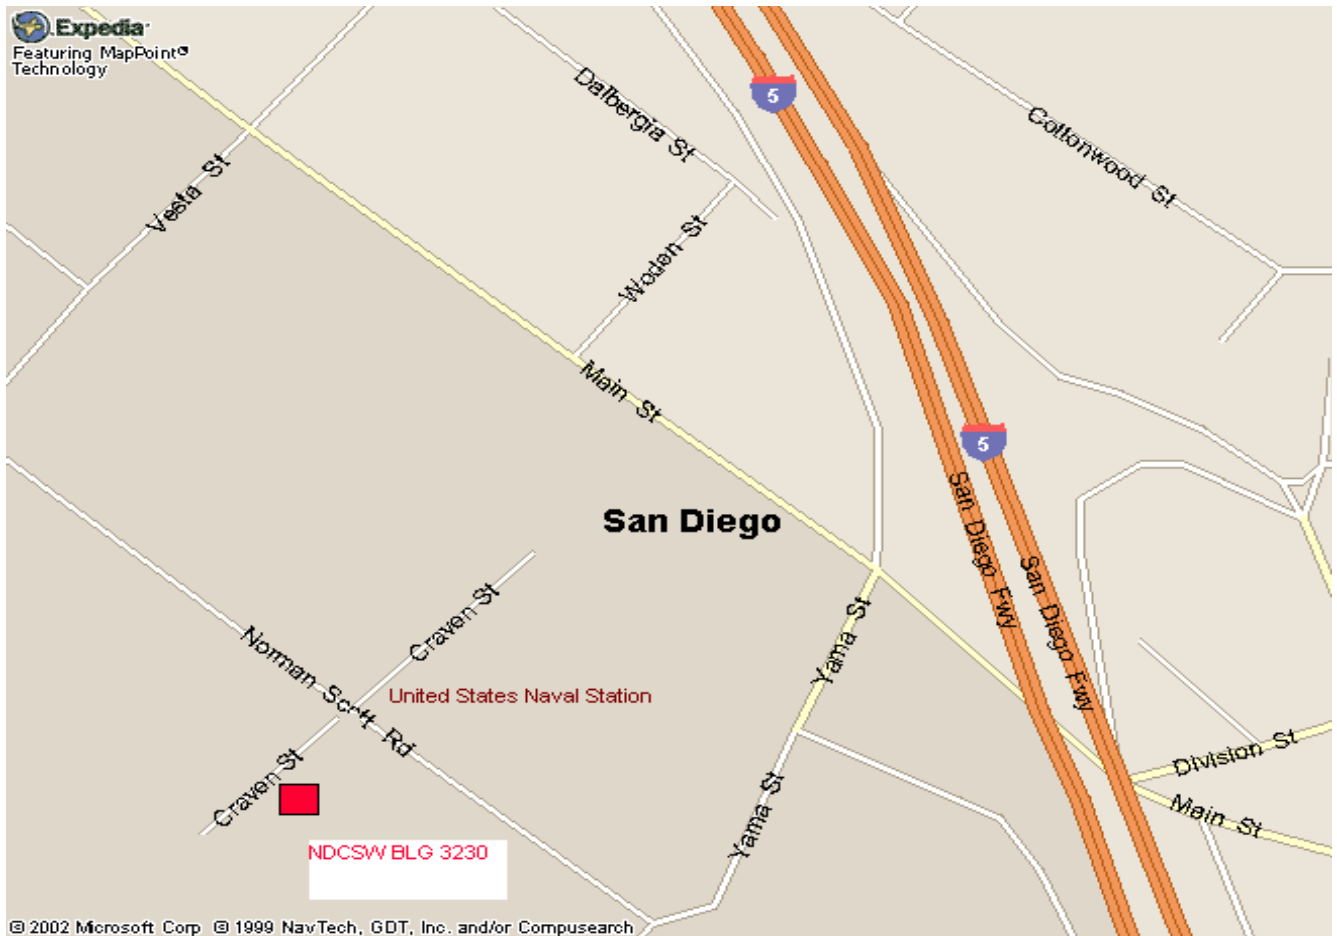 Expedia
Featuring MapPoint®
Technology
Dalbergia St
5
Cottonwood St
Vesta St
Woden St
Main St
5
San Diego Fwy
San Diego
San Diego Fwy
Craven St
Yama St
Norman Scott Rd
United States Naval Station
Craven St
Division St
Yama St
Main St
NDCSW BLG 3230
© 2002 Microsoft Corp © 1999 NavTech, GDT, Inc. and/or Compusearch